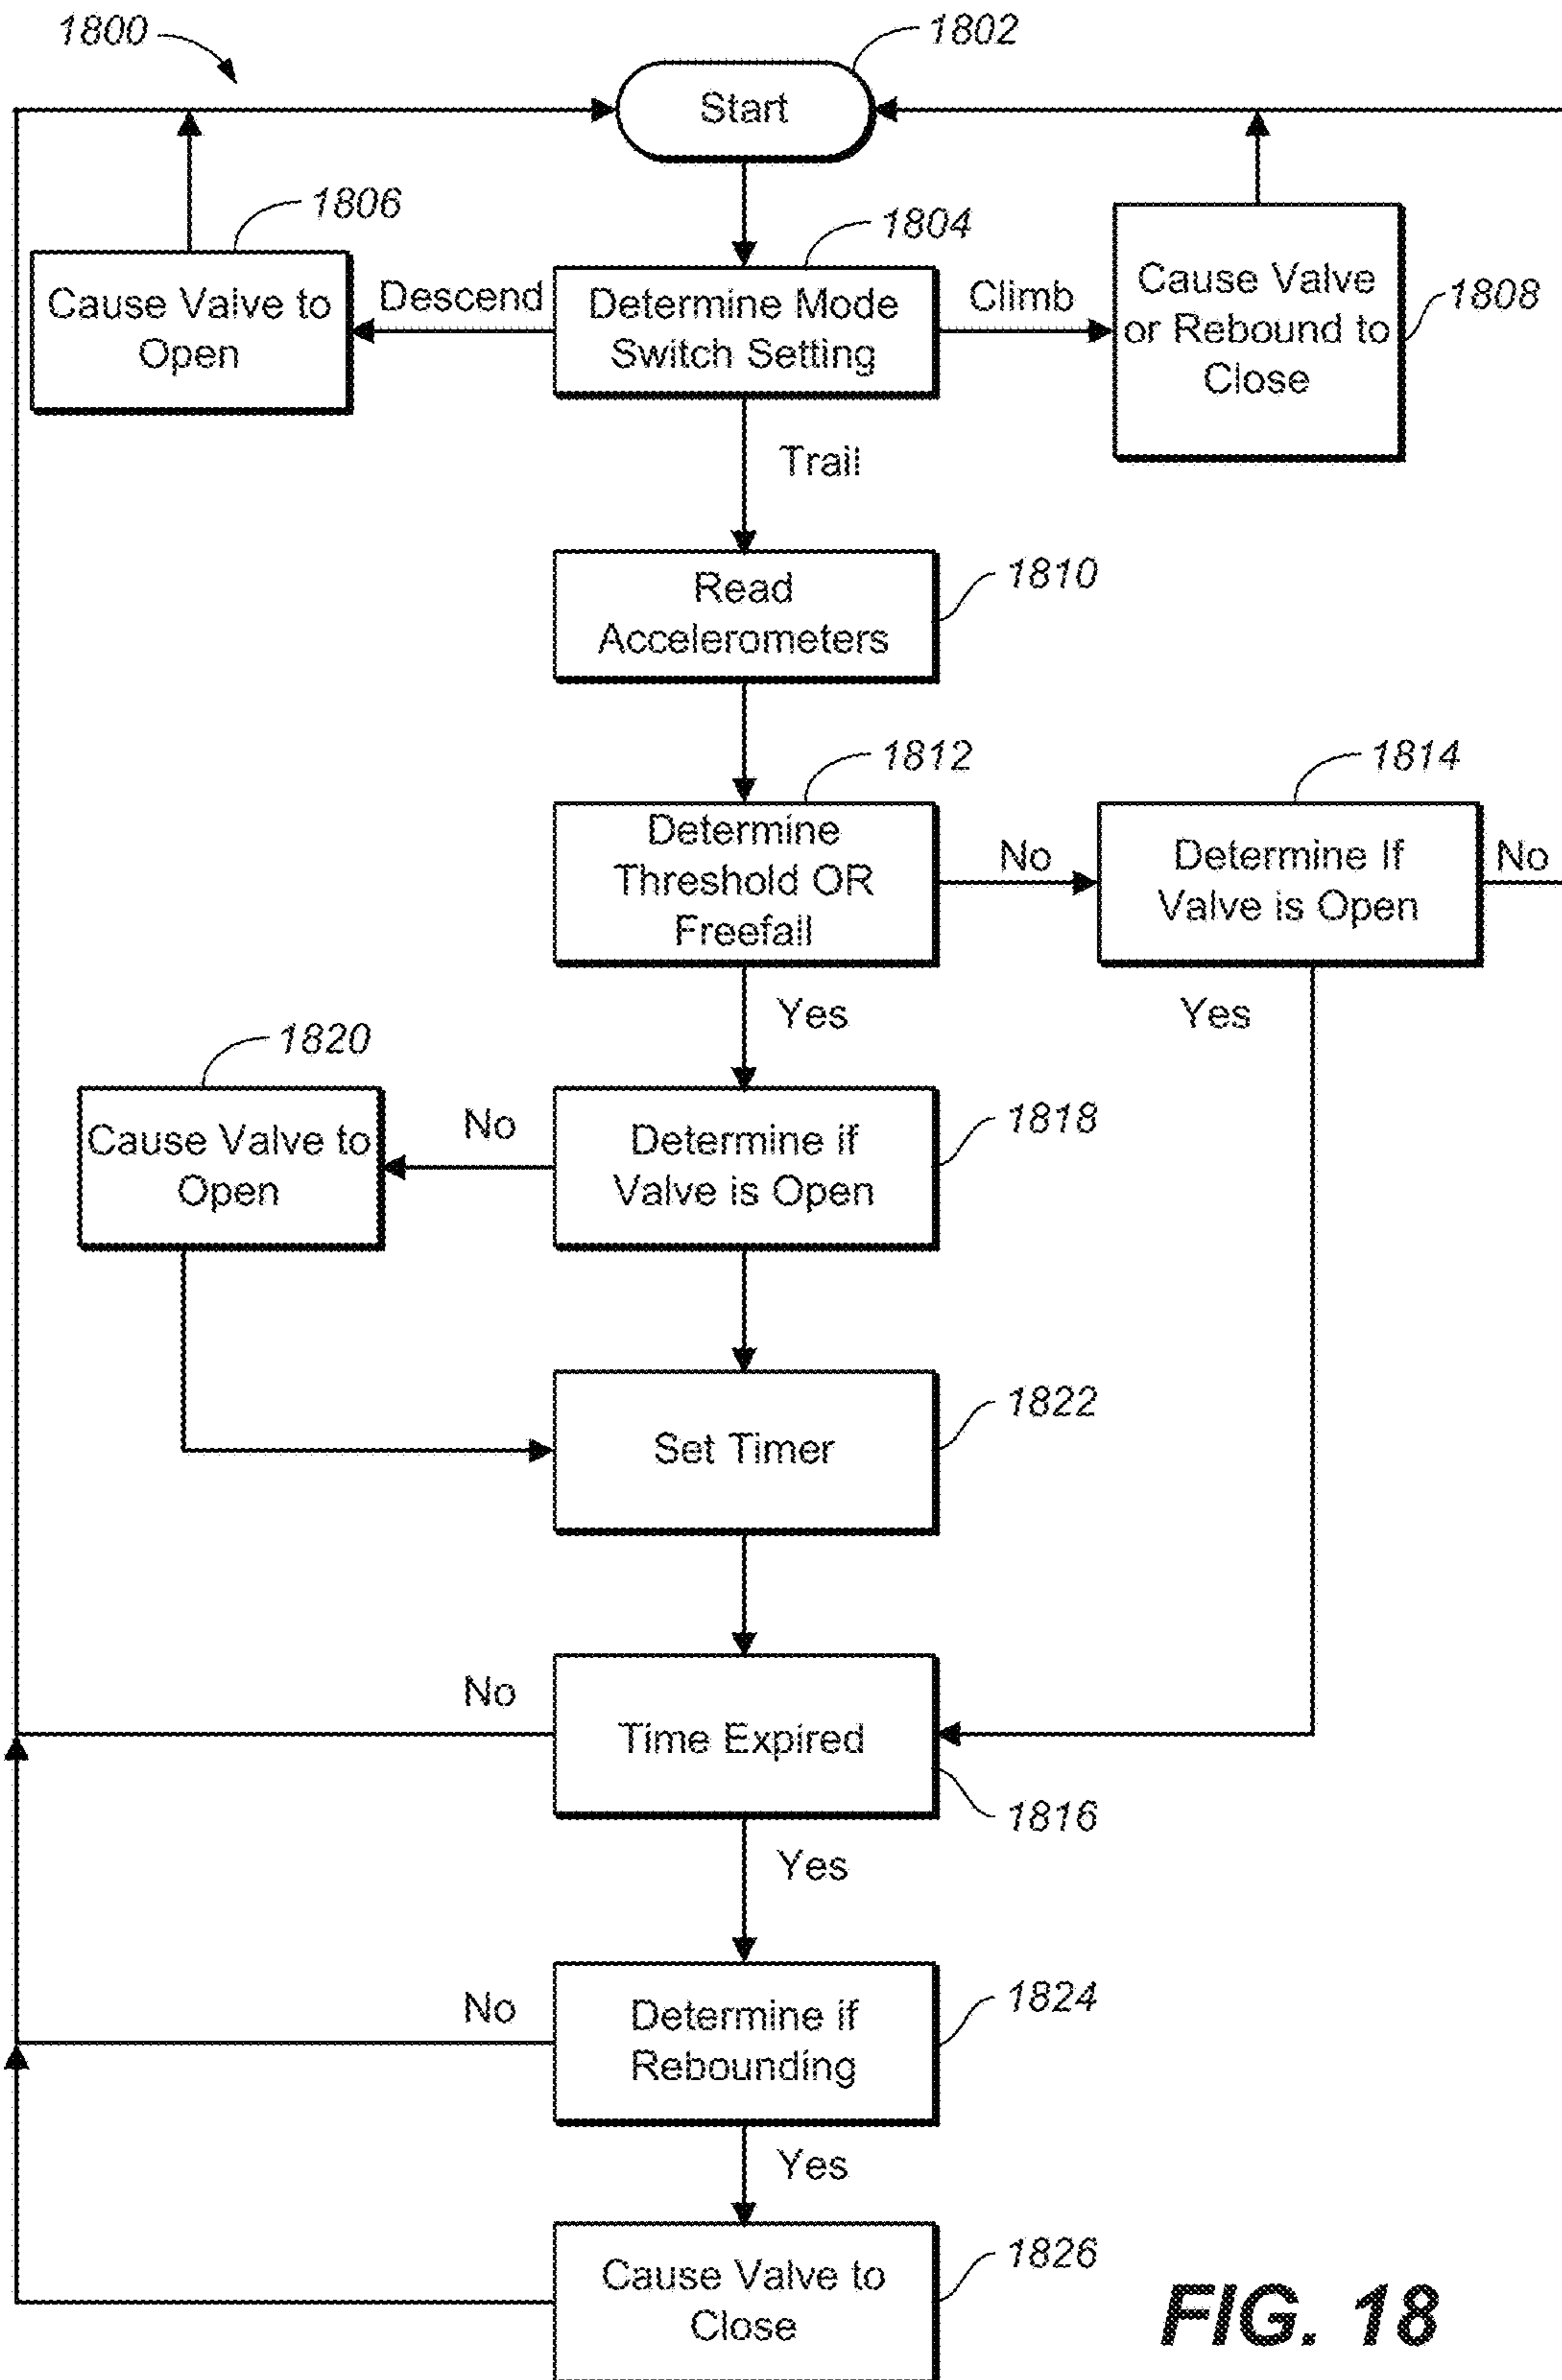 1800
1802
Start
1806
1804
Cause Valve to
Open
Descend
Determine Mode
Switch Setting
Climb
Cause Valve
or Rebound to
Close
1808
Trail
Read
Accelerometers
1810
1812
1814
Determine
Threshold OR
Freefall
No
Determine If
Valve is Open
No
Yes
Yes
1820
Cause Valve to
Open
No
Determine if
Valve is Open
1818
Set Timer
1822
No
Time Expired
1816
Yes
No
Determine if
Rebounding
1824
Yes
Cause Valve to
Close
1826
FIG. 18